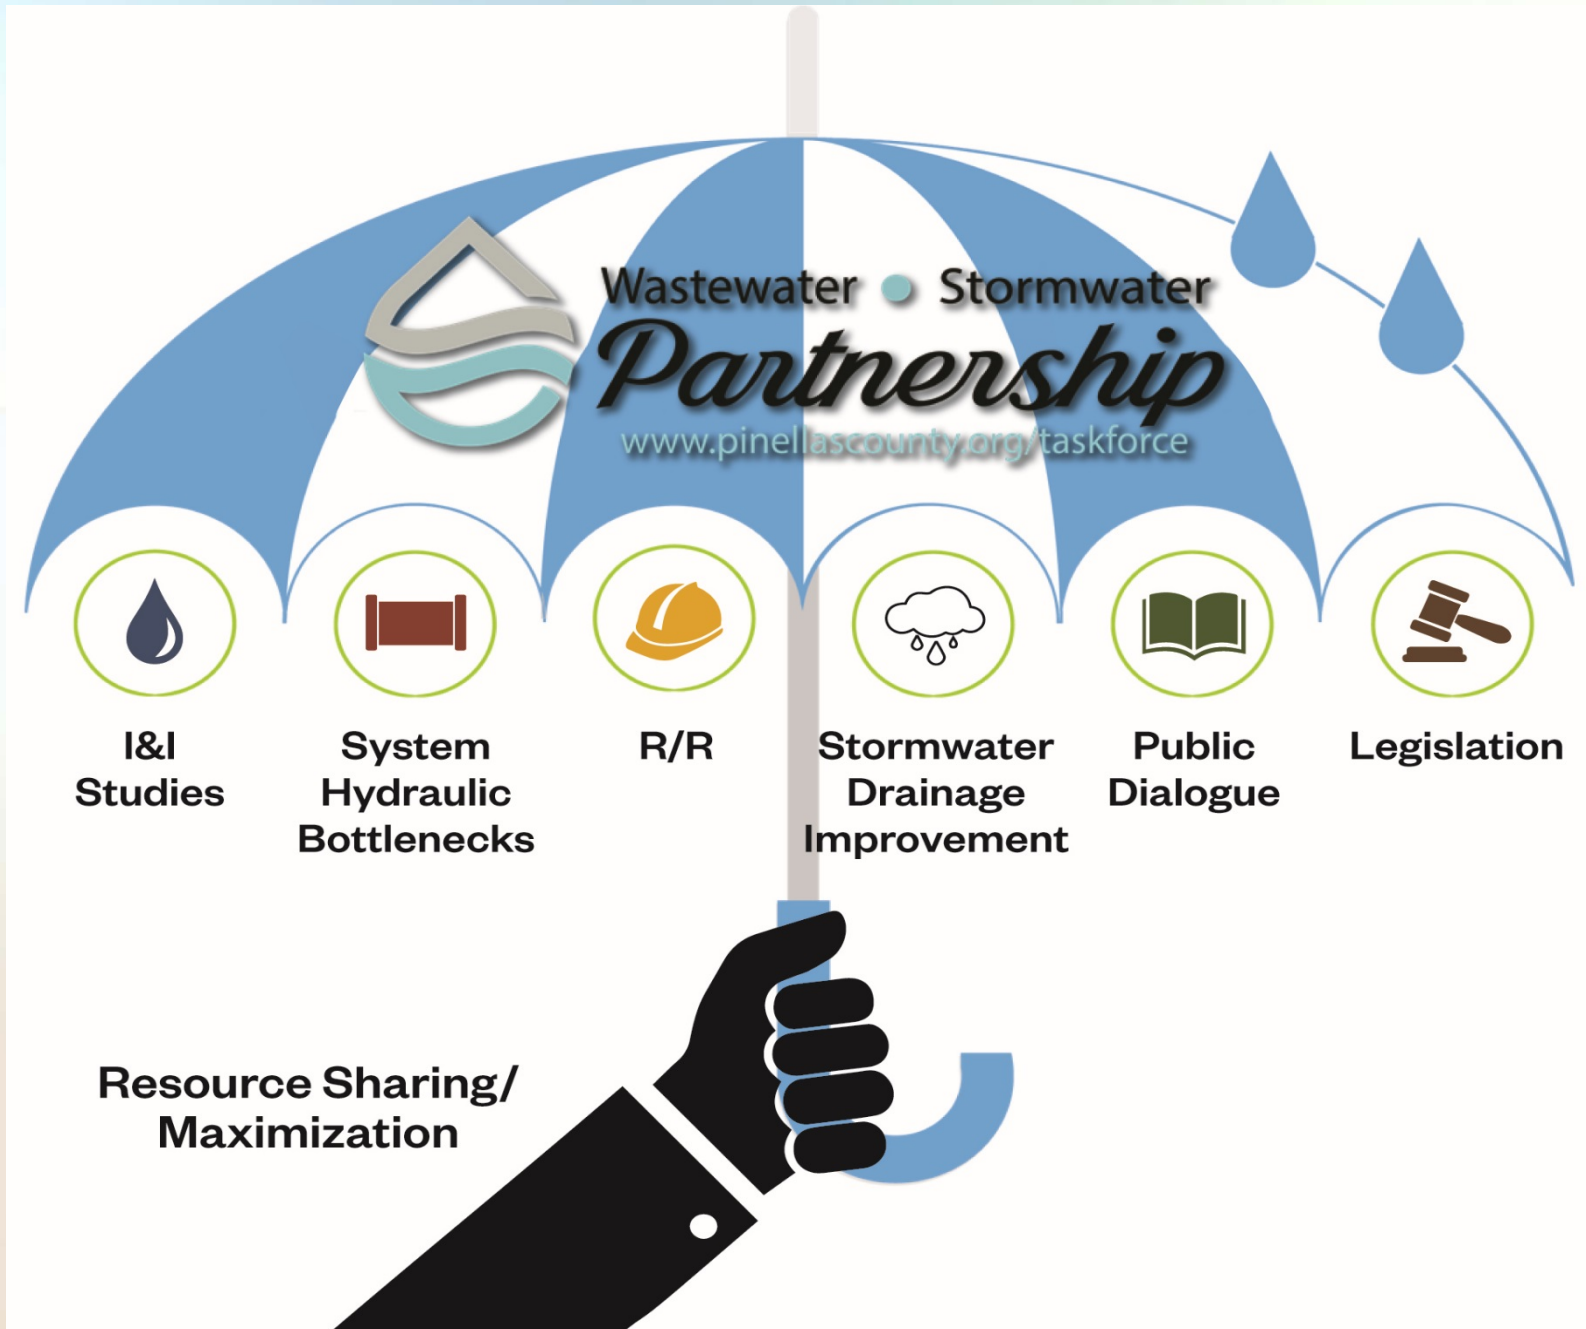 Wastewater • Stormwater
Partnership
www.pinellascounty.org/taskforce
I&I
Studies
System
Hydraulic
Bottlenecks
R/R
Stormwater
Drainage
Improvement
Public
Dialogue
Legislation
Resource Sharing/
Maximization